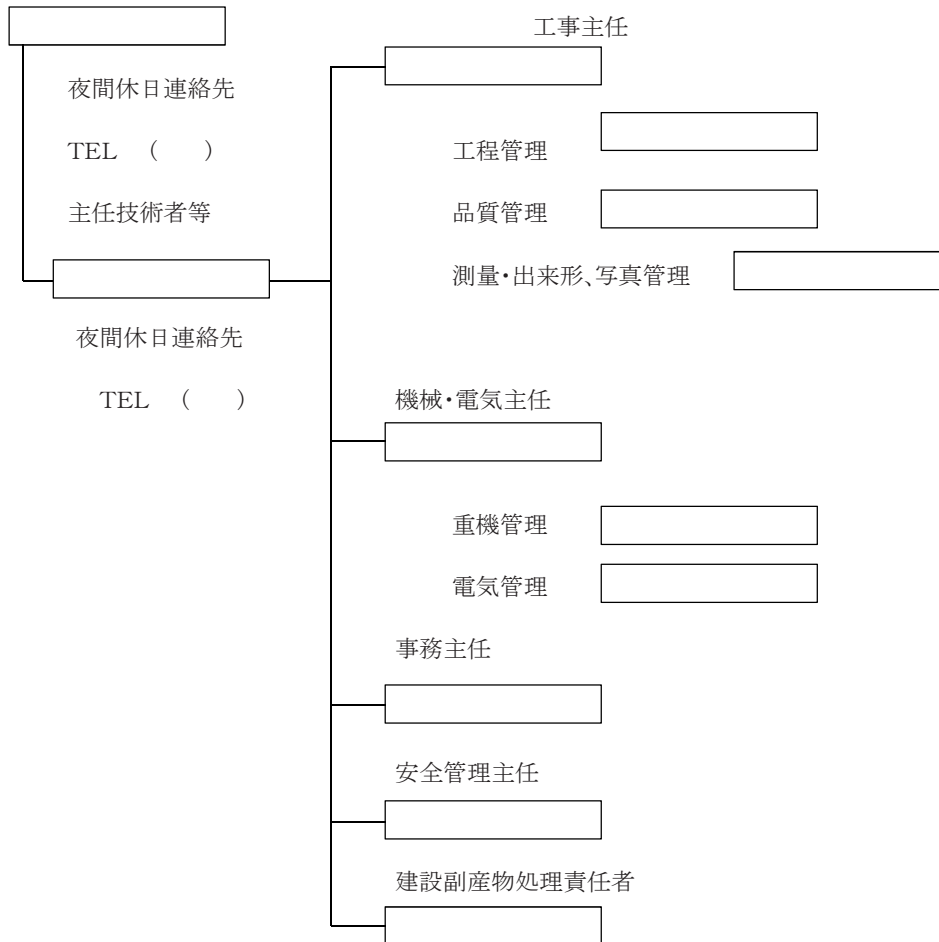 工事主任
夜間休日連絡先
TEL （　　）
工程管理
主任技術者等
品質管理
測量・出来形、写真管理
夜間休日連絡先
TEL （　　）
機械・電気主任
重機管理
電気管理
事務主任
安全管理主任
建設副産物処理責任者